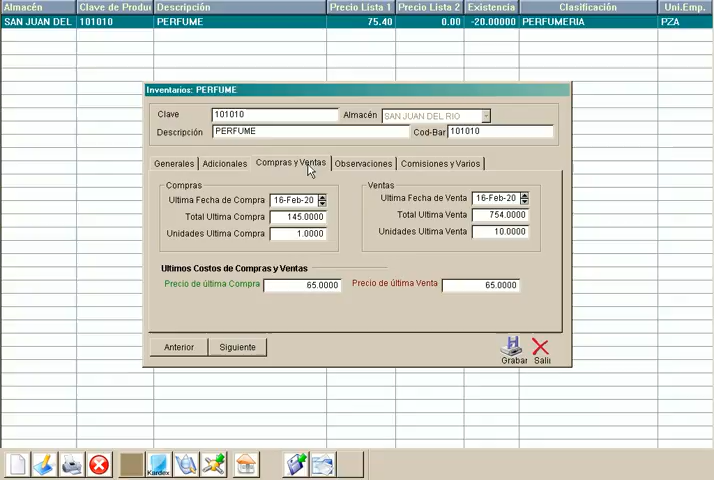 Almacén Clave de Produc Descripción Precio Lista 1 Precio Lista 2 Existencia Clasificación Uni.Emp.
SAN JUAN DEL 101010 PERFUME 75.40 0.00 -20.00000 PERFUMERIA PZA
Inventarios: PERFUME
Clave 101010 Almacén SAN JUAN DEL RIO
Descripción PERFUME Cod-Bar 101010
Generales Adicionales Compras y Ventas Observaciones Comisiones y Varios
Compras Ventas
Ultima Fecha de Compra 16-Feb-20 Ultima Fecha de Venta 16-Feb-20
Total Ultima Compra 145.0000 Total Ultima Venta 754.0000
Unidades Ultima Compra 1.0000 Unidades Ultima Venta 10.0000
Ultimos Costos de Compras y Ventas
Precio de última Compra 65.0000 Precio de última Venta 65.0000
Anterior Siguiente Grabar Salir
Kardex